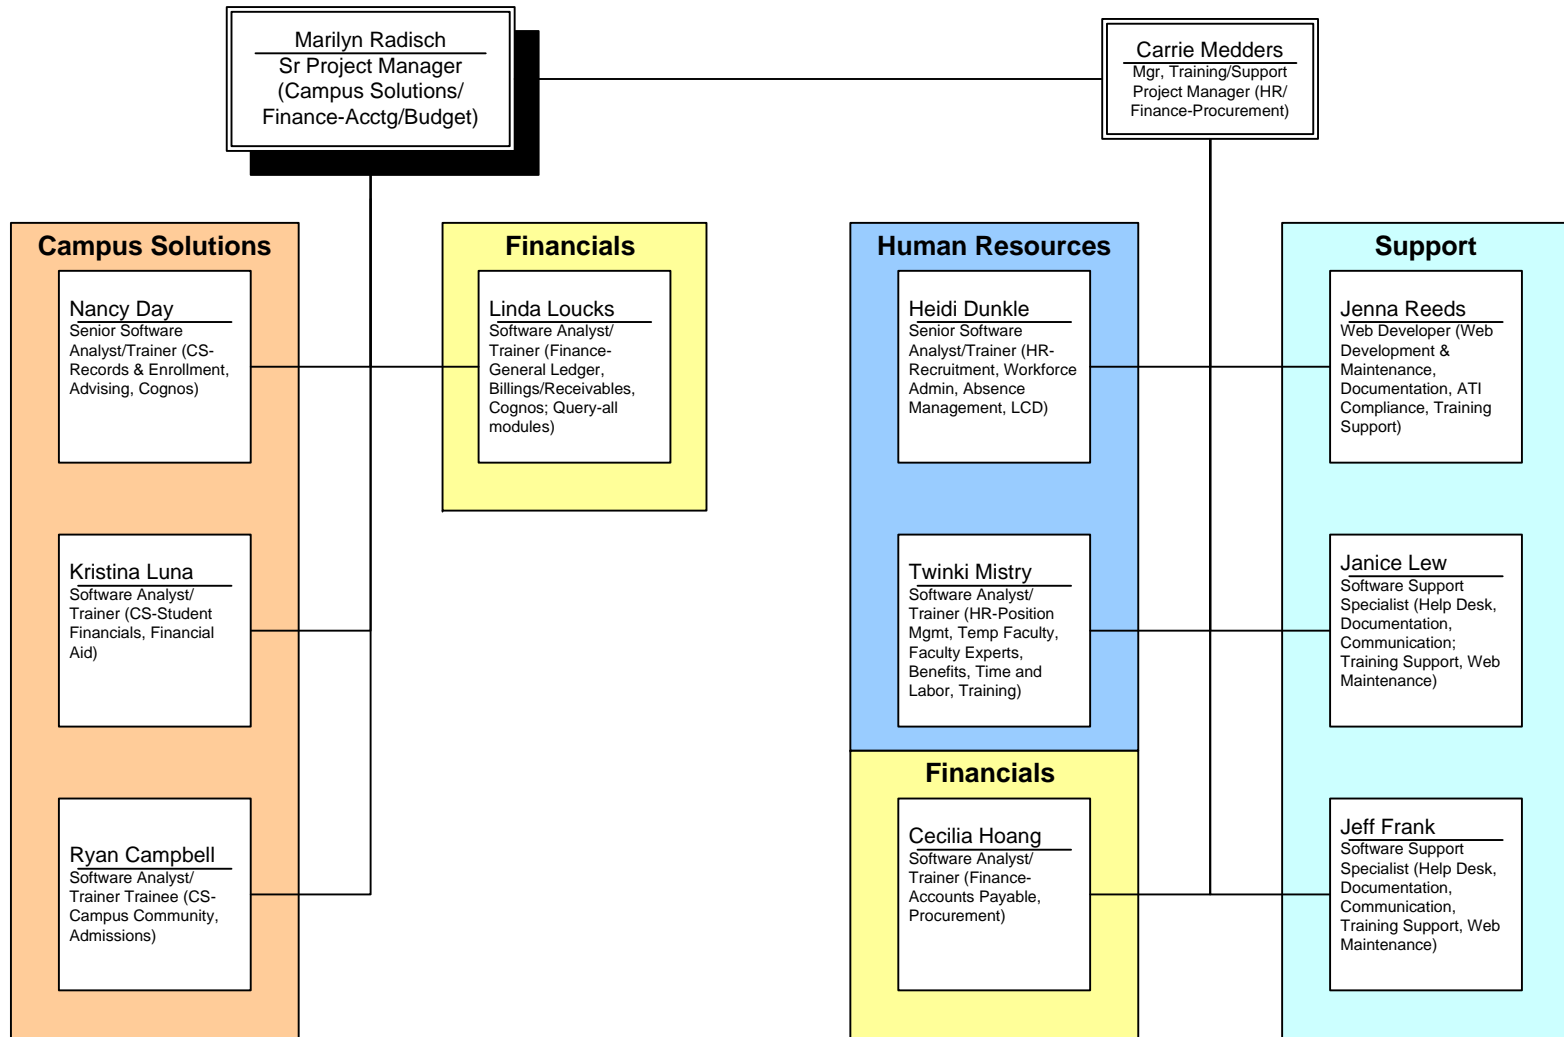 Marilyn Radisch
Sr Project Manager
(Campus Solutions/
Finance-Acctg/Budget)
Carrie Medders
Mgr, Training/Support
Project Manager (HR/
Finance-Procurement)
Campus Solutions
Nancy Day
Senior Software
Analyst/Trainer (CS-
Records & Enrollment,
Advising, Cognos)
Kristina Luna
Software Analyst/
Trainer (CS-Student
Financials, Financial
Aid)
Ryan Campbell
Software Analyst/
Trainer Trainee (CS-
Campus Community,
Admissions)
Financials
Linda Loucks
Software Analyst/
Trainer (Finance-
General Ledger,
Billings/Receivables,
Cognos; Query-all
modules)
Human Resources
Heidi Dunkle
Senior Software
Analyst/Trainer (HR-
Recruitment, Workforce
Admin, Absence
Management, LCD)
Twinki Mistry
Software Analyst/
Trainer (HR-Position
Mgmt, Temp Faculty,
Faculty Experts,
Benefits, Time and
Labor, Training)
Financials
Cecilia Hoang
Software Analyst/
Trainer (Finance-
Accounts Payable,
Procurement)
Support
Jenna Reeds
Web Developer (Web
Development &
Maintenance,
Documentation, ATI
Compliance, Training
Support)
Janice Lew
Software Support
Specialist (Help Desk,
Documentation,
Communication;
Training Support, Web
Maintenance)
Jeff Frank
Software Support
Specialist (Help Desk,
Documentation,
Communication,
Training Support, Web
Maintenance)